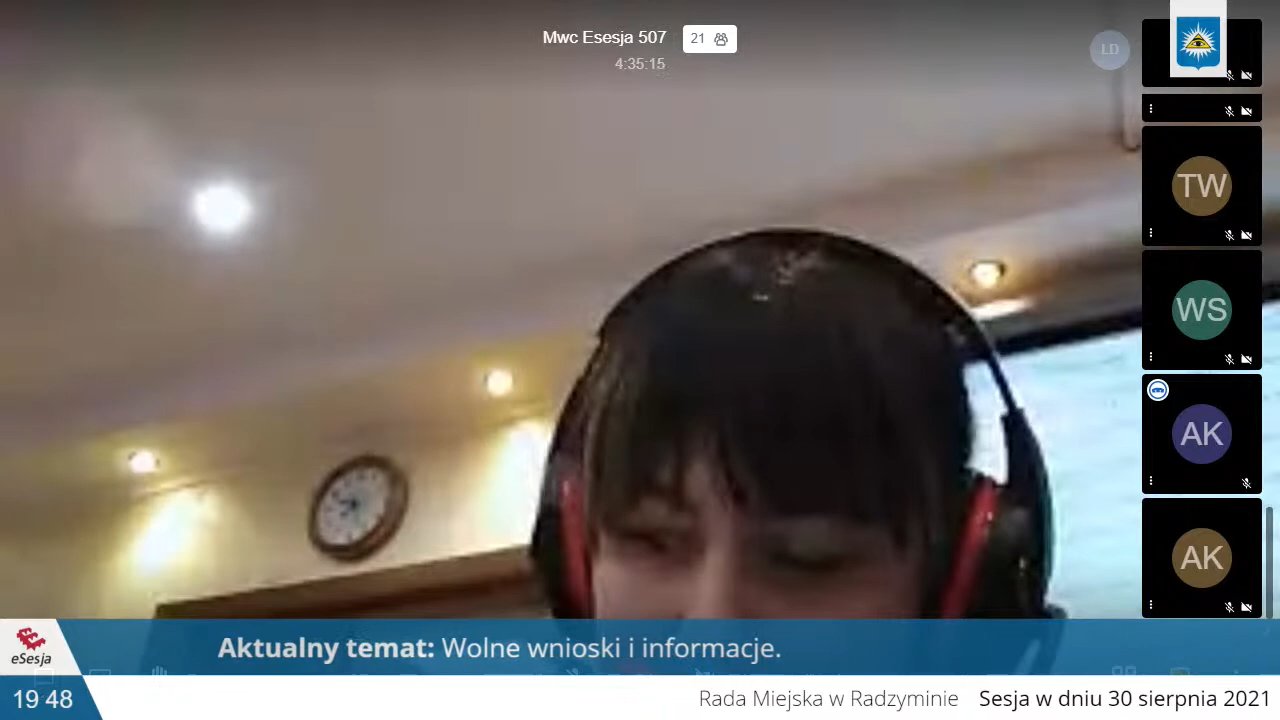 Mwc Esesja 507
21
4:35:15
LD
TW
WS
AK
AK
eSesja
Aktualny temat: Wolne wnioski i informacje.
19 48
Rada Miejska w Radzyminie Sesja w dniu 30 sierpnia 2021